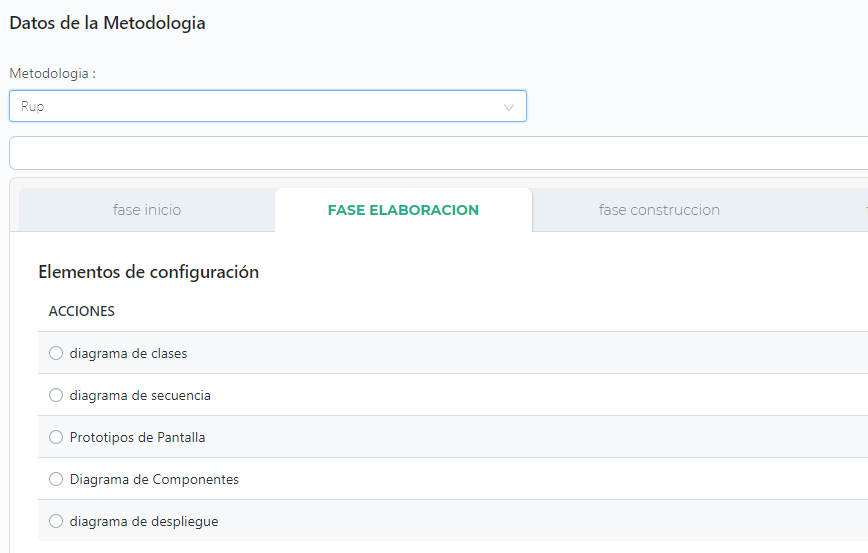 Datos de la Metodologia
Metodologia :
Rup
fase inicio FASE ELABORACION fase construccion
Elementos de configuración
ACCIONES
diagrama de clases
diagrama de secuencia
Prototipos de Pantalla
Diagrama de Componentes
diagrama de despliegue